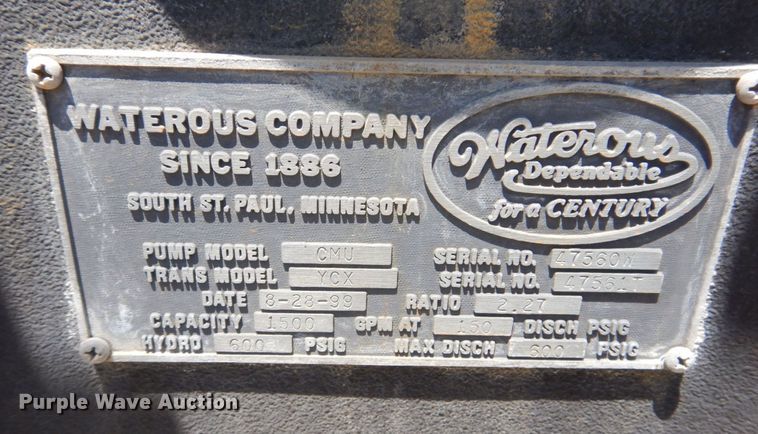 WATEROUS COMPANY
SINCE 1886
SOUTH ST. PAUL, MINNESOTA
Waterous
Dependable
for a CENTURY
PUMP MODEL CMU SERIAL NO. 47560W
TRANS MODEL YCX SERIAL NO. 47561T
DATE 8-28-99 RATIO 2.27
CAPACITY 1500 GPM AT 150 DISCH PSIG
HYDRO 600 PSIG MAX DISCH 600 PSIG
Purple Wave Auction